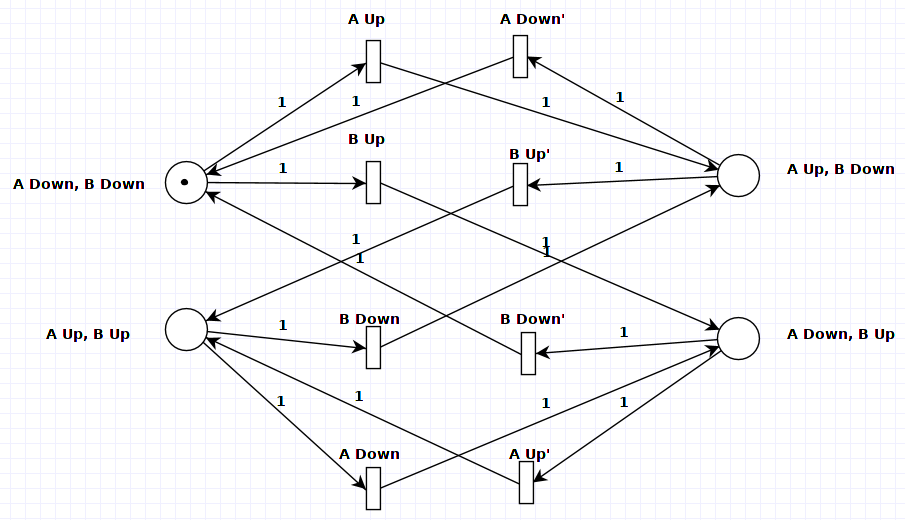 A Up
A Down'
1
1
1
1
B Up
B Up'
1
1
A Down, B Down
A Up, B Down
1
1
1
1
B Down
B Down'
1
1
A Up, B Up
A Down, B Up
1
1
1
1
A Down
A Up'